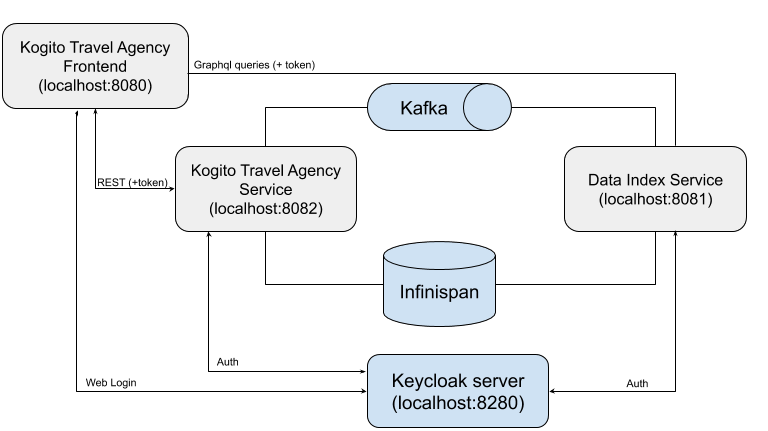 Kogito Travel Agency
Frontend
(localhost:8080)
Graphql queries (+ token)
Kafka
REST (+token)
Kogito Travel Agency
Service
(localhost:8082)
Data Index Service
(localhost:8081)
Infinispan
Auth
Web Login
Keycloak server
(localhost:8280)
Auth